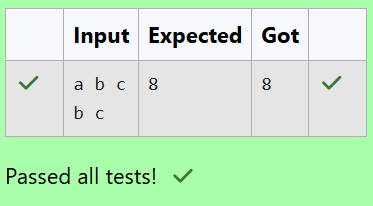 Input Expected Got
a b c 8 8
b c
Passed all tests!